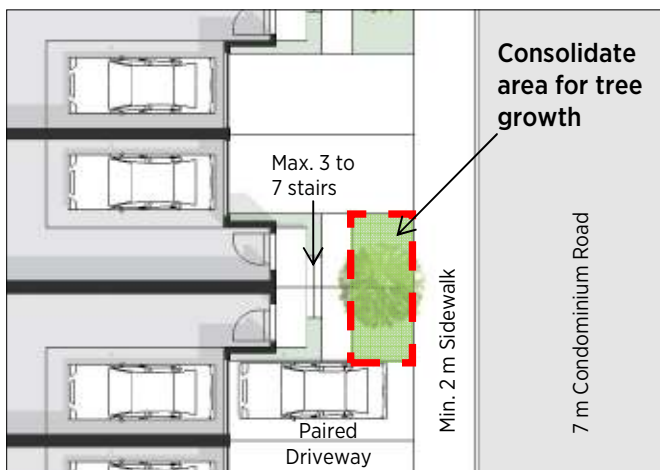 Consolidate
area for tree
growth
Max. 3 to
7 stairs
Min. 2 m Sidewalk
7 m Condominium Road
Paired
Driveway